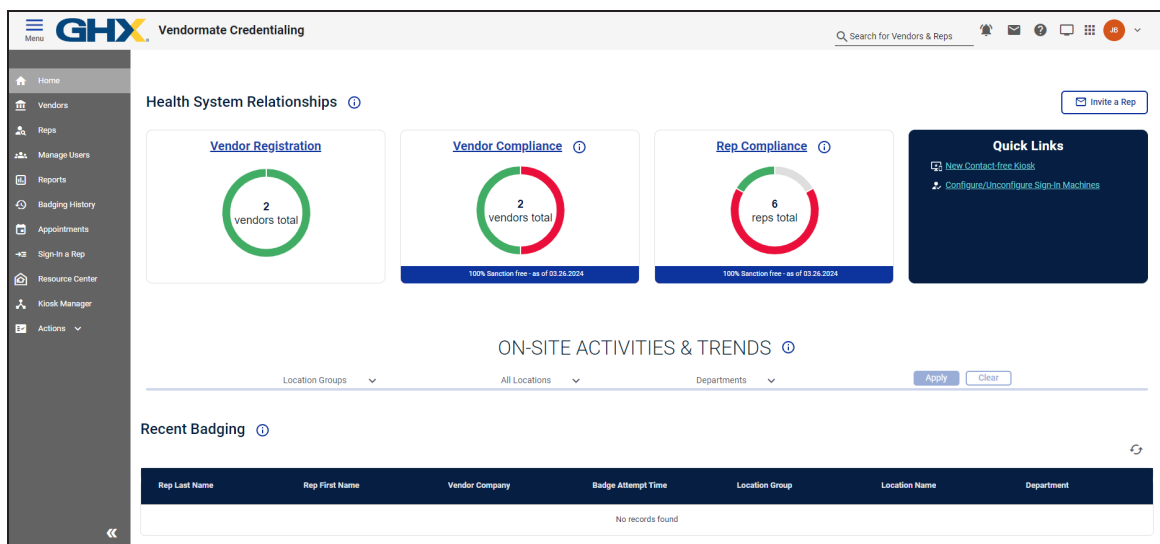 Menu
GHX Vendormate Credentialing
Search for Vendors & Reps
JB
Home
Vendors
Reps
Manage Users
Reports
Badging History
Appointments
Sign-In a Rep
Resource Center
Kiosk Manager
Actions
Health System Relationships
Invite a Rep
Vendor Registration
2
vendors total
Vendor Compliance
2
vendors total
100% Sanction free - as of 03.26.2024
Rep Compliance
6
reps total
100% Sanction free - as of 03.26.2024
Quick Links
New Contact-free Kiosk
Configure/Unconfigure Sign-In Machines
ON-SITE ACTIVITIES & TRENDS
Location Groups All Locations Departments Apply Clear
Recent Badging
Rep Last Name Rep First Name Vendor Company Badge Attempt Time Location Group Location Name Department
No records found